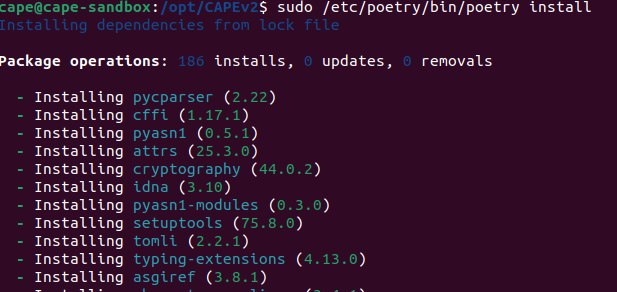 cape@cape-sandbox:/opt/CAPEv2$ sudo /etc/poetry/bin/poetry install
Installing dependencies from lock file
Package operations: 186 installs, 0 updates, 0 removals
- Installing pycparser (2.22)
- Installing cffi (1.17.1)
- Installing pyasn1 (0.5.1)
- Installing attrs (25.3.0)
- Installing cryptography (44.0.2)
- Installing idna (3.10)
- Installing pyasn1-modules (0.3.0)
- Installing setuptools (75.8.0)
- Installing tomli (2.2.1)
- Installing typing-extensions (4.13.0)
- Installing asgiref (3.8.1)